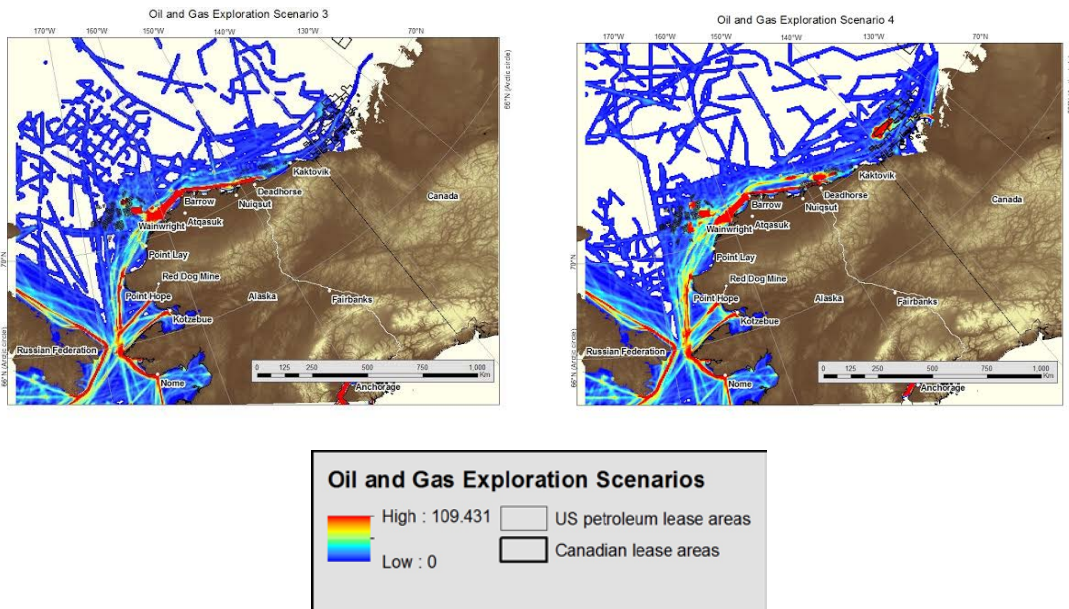 Oil and Gas Exploration Scenario 3
170°W 160°W 150°W 140°W 130°W 70°N
66°N (Arctic circle)
Kaktovik
Canada
Deadhorse
Barrow
Nuiqsut
Atqasuk
Wainwright
Point Lay
70°N
Red Dog Mine
Point Hope
Alaska
Fairbanks
Kotzebue
Russian Federation
66°N (Arctic circle)
0 125 250 500 750 1,000
Km
Nome
Anchorage
Oil and Gas Exploration Scenario 4
170°W 160°W 150°W 140°W 130°W 70°N
Kaktovik
Canada
Deadhorse
Barrow
Nuiqsut
Atqasuk
Wainwright
Point Lay
70°N
Red Dog Mine
Point Hope
Alaska
Fairbanks
Kotzebue
Russian Federation
66°N (Arctic circle)
0 125 250 500 750 1,000
Km
Nome
Anchorage
Oil and Gas Exploration Scenarios
High : 109.431
US petroleum lease areas
Canadian lease areas
Low : 0